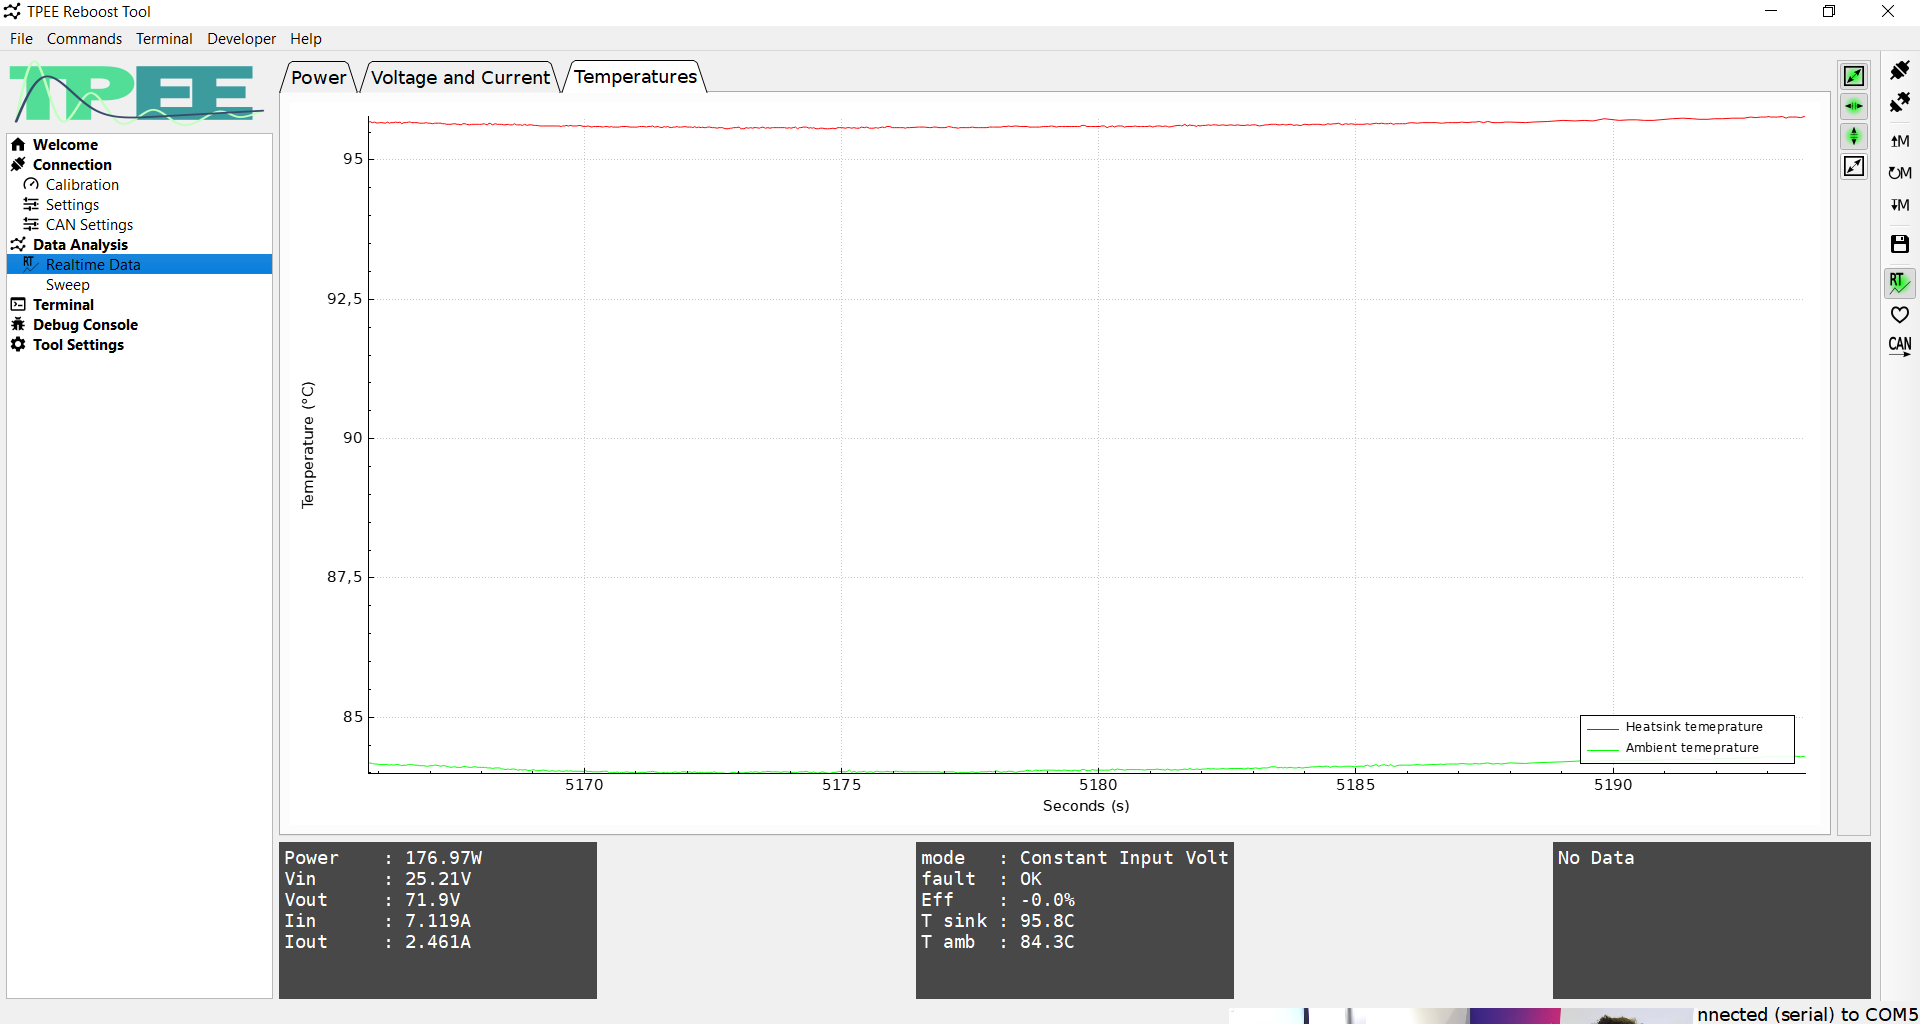 TPEE Reboost Tool
File Commands Terminal Developer Help
TPEE
Power Voltage and Current Temperatures
Welcome
Connection
Calibration
Settings
CAN Settings
Data Analysis
RT Realtime Data
Sweep
Terminal
Debug Console
Tool Settings
95
92,5
90
87,5
85
Temperature (°C)
5170 5175 5180 5185 5190
Seconds (s)
Heatsink temeprature
Ambient temeprature
M
M
M
RT
CAN
Power : 176.97W
Vin : 25.21V
Vout : 71.9V
Iin : 7.119A
Iout : 2.461A
mode : Constant Input Volt
fault : OK
Eff : -0.0%
T sink : 95.8C
T amb : 84.3C
No Data
nnected (serial) to COM5